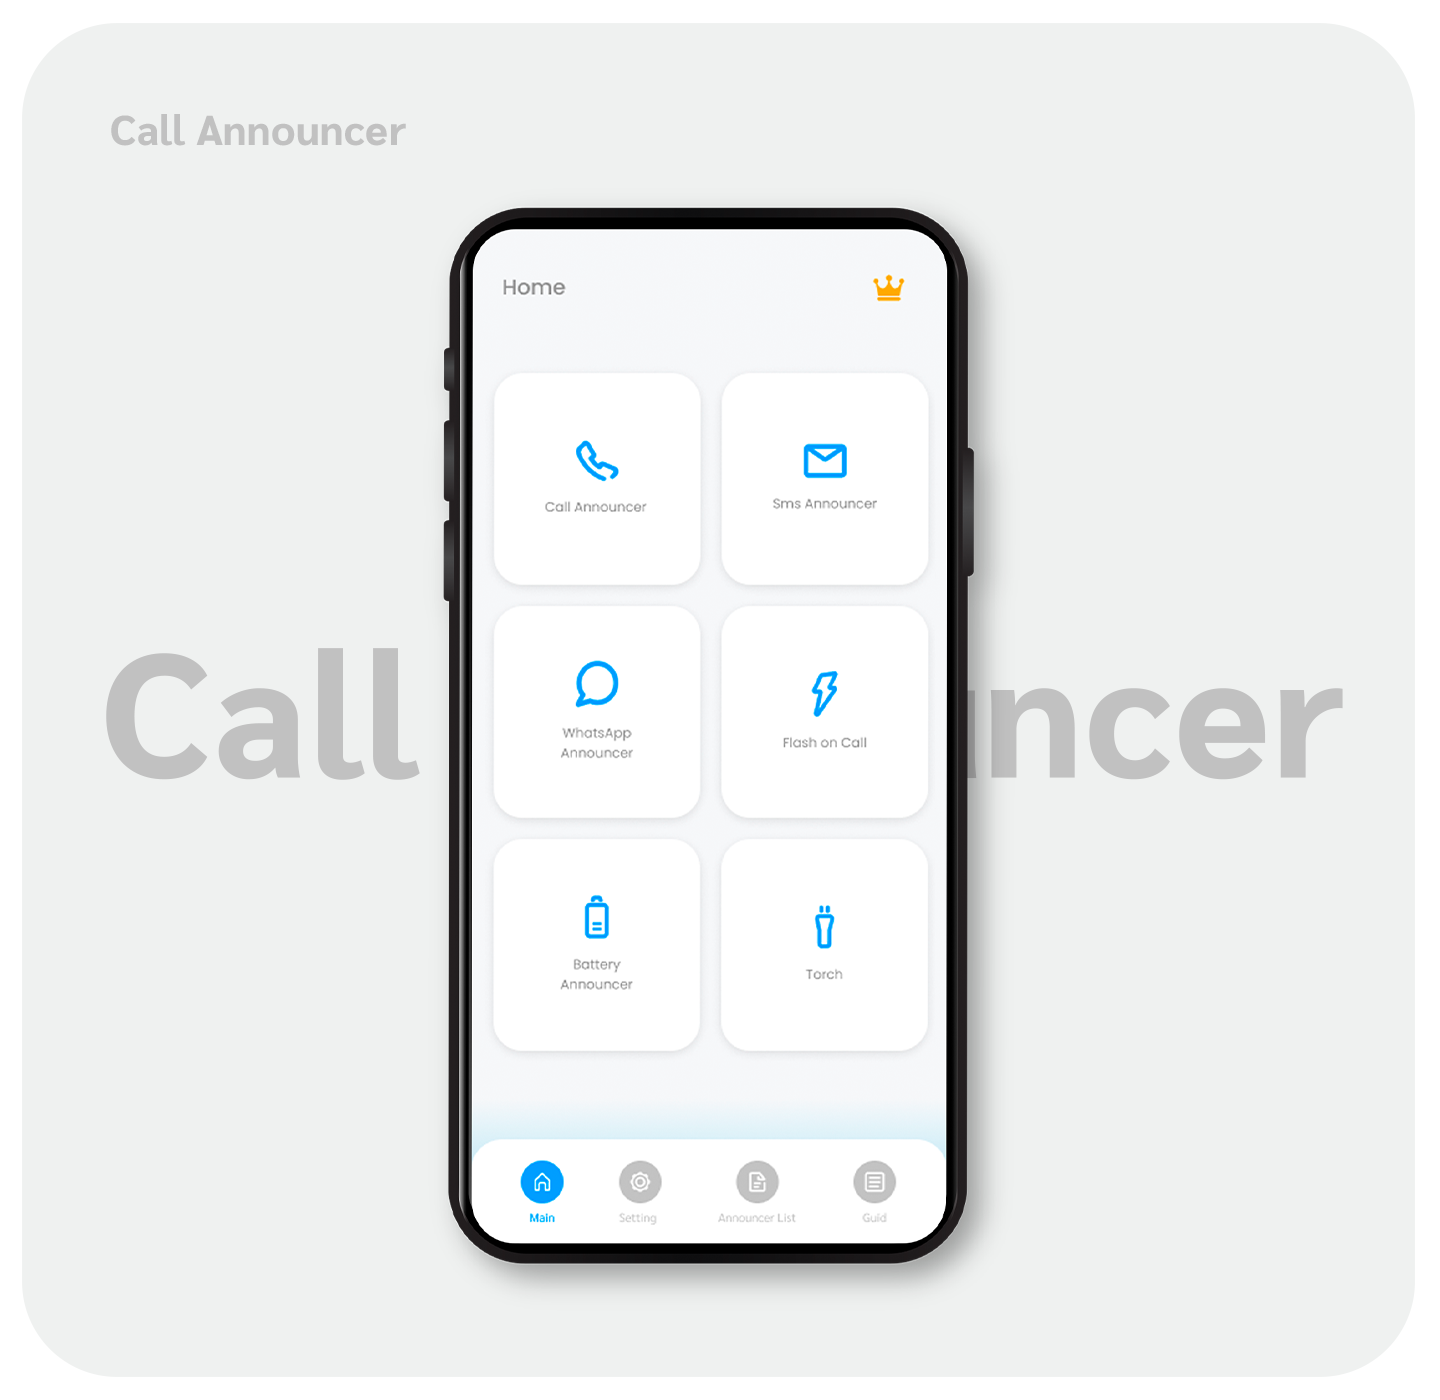 Call Announcer
Home
Call Announcer
Sms Announcer
Call uncer
WhatsApp
Announcer
Flash on Call
Battery
Announcer
Torch
Main
Setting
Announcer List
Guid